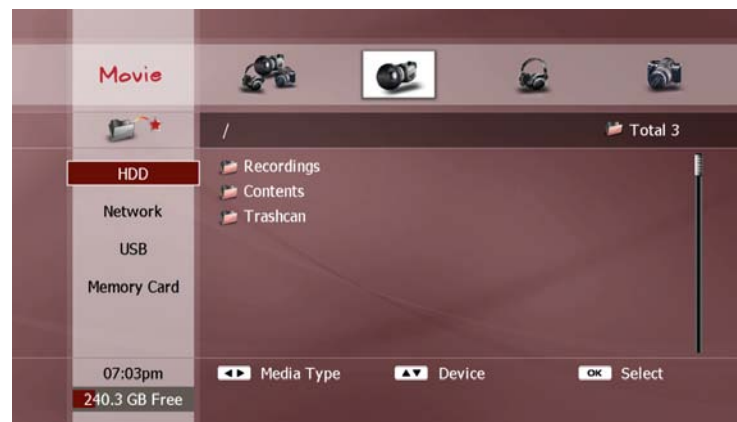 Movie
/
Total 3
HDD
Network
USB
Memory Card
Recordings
Contents
Trashcan
07:03pm
240.3 GB Free
Media Type
Device
OK Select